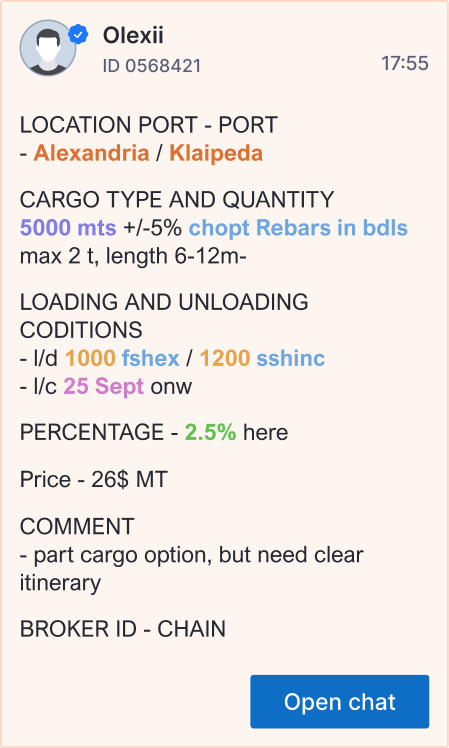 Olexii
ID 0568421
17:55
LOCATION PORT - PORT
- Alexandria / Klaipeda
CARGO TYPE AND QUANTITY
5000 mts +/-5% chopt Rebars in bdls
max 2 t, length 6-12m-
LOADING AND UNLOADING
CODITIONS
- l/d 1000 fshex / 1200 sshinc
- l/c 25 Sept onw
PERCENTAGE - 2.5% here
Price - 26$ MT
COMMENT
- part cargo option, but need clear
itinerary
BROKER ID - CHAIN
Open chat